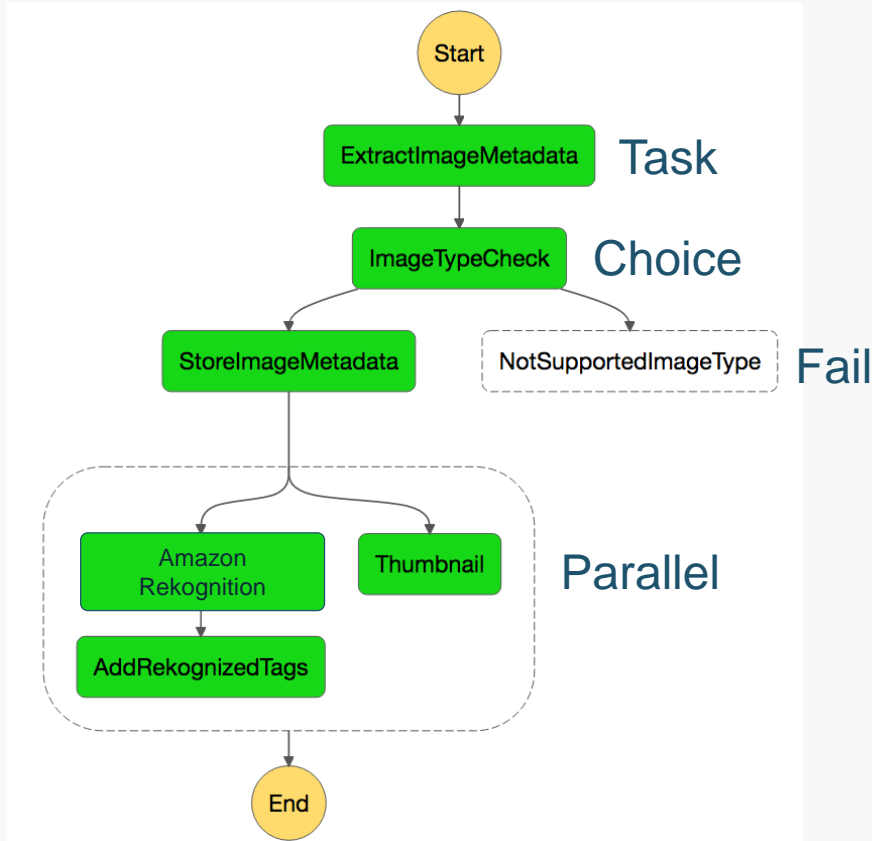 Start
ExtractImageMetadata
Task
ImageTypeCheck
Choice
StoreImageMetadata
NotSupportedImageType
Fail
Amazon
Rekognition
Thumbnail
Parallel
AddRekognizedTags
End